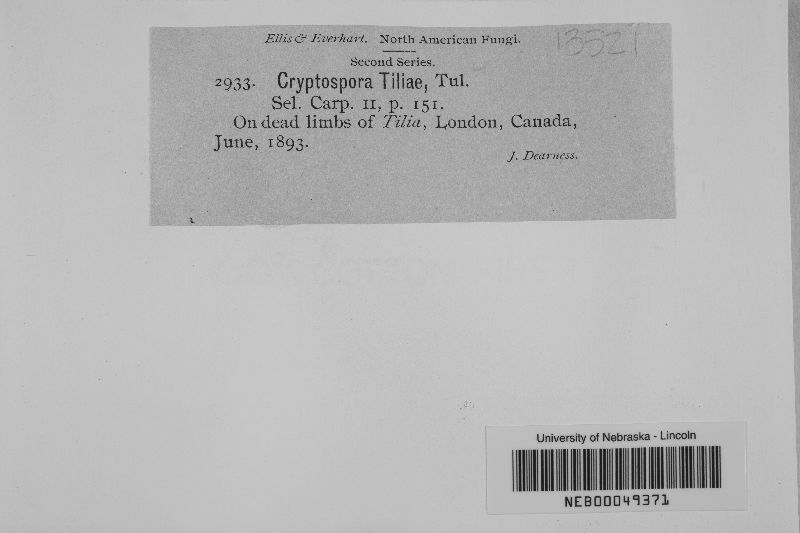 Ellis & Everhart. North American Fungi.
13521
Second Series.
2933. Cryptospora Tiliae, Tul.
Sel. Carp. II, p. 151.
On dead limbs of Tilia, London, Canada,
June, 1893.
J. Dearness.
University of Nebraska - Lincoln
NEB00049371